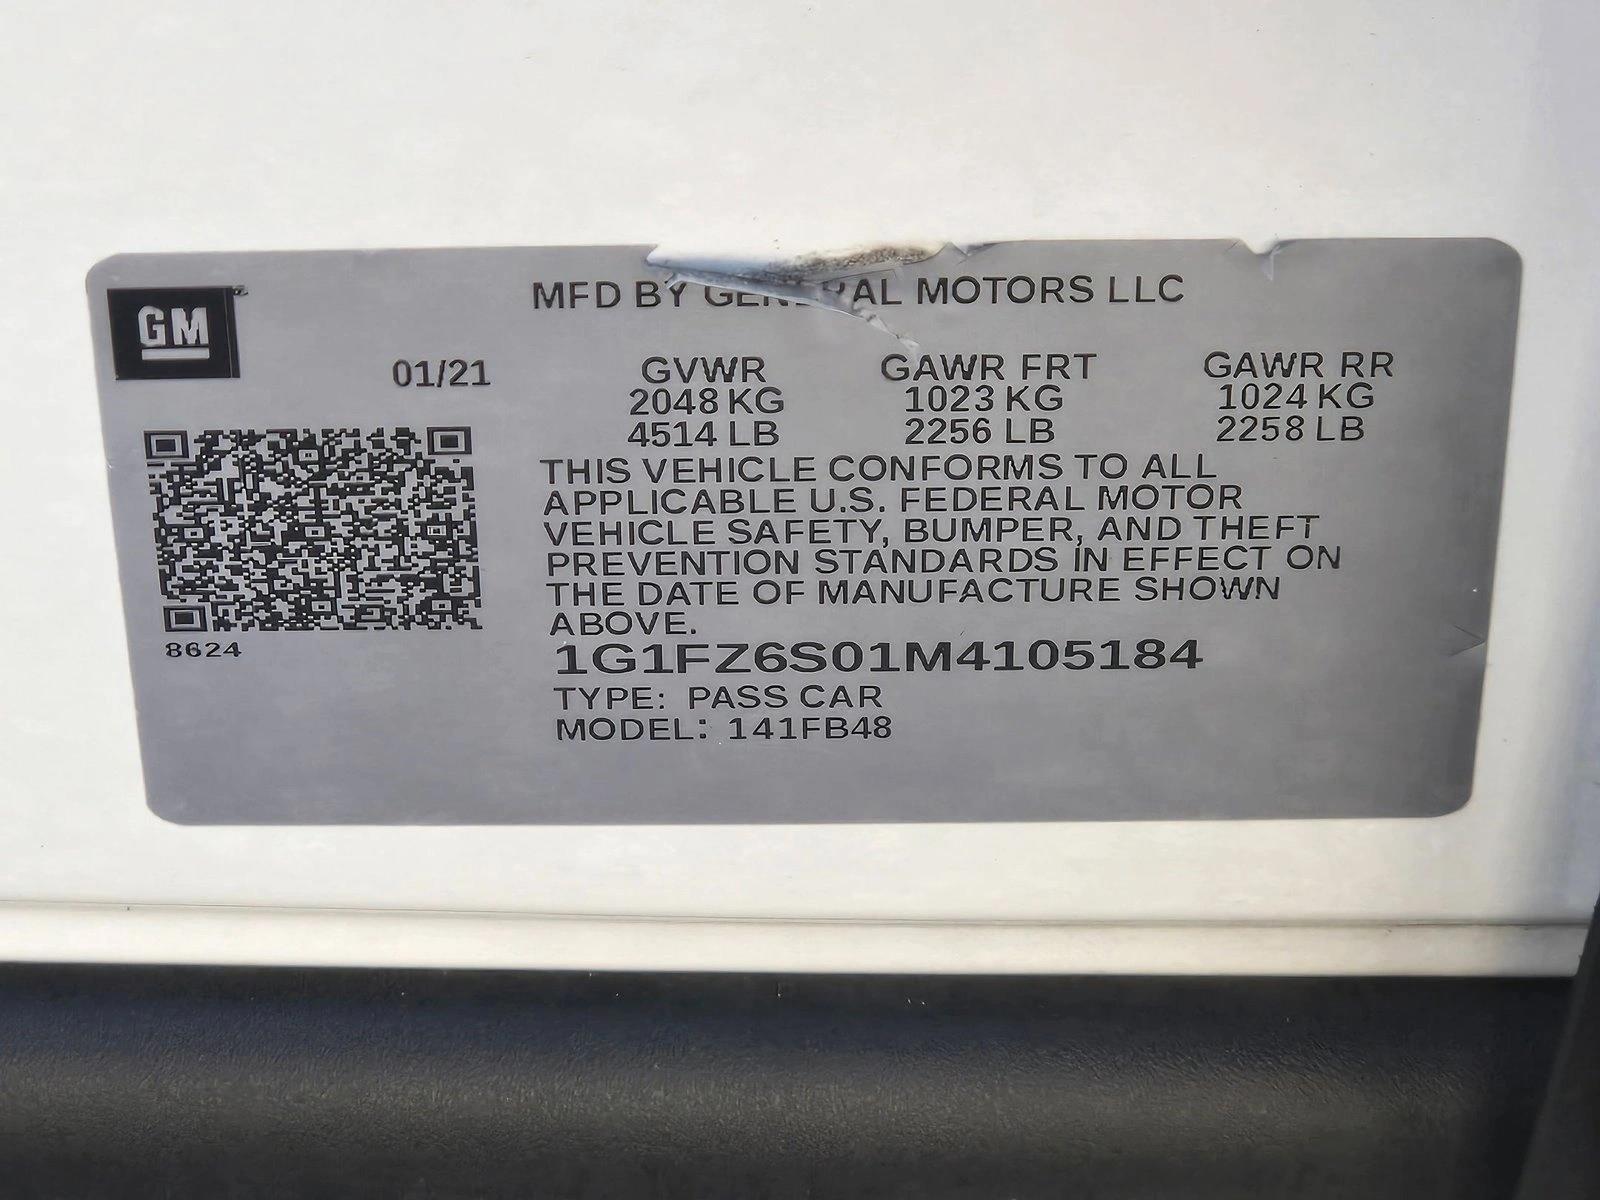 GM
MFD BY GENERAL MOTORS LLC
01/21
GVWR GAWR FRT GAWR RR
2048 KG 1023 KG 1024 KG
4514 LB 2256 LB 2258 LB
THIS VEHICLE CONFORMS TO ALL
APPLICABLE U.S. FEDERAL MOTOR
VEHICLE SAFETY, BUMPER, AND THEFT
PREVENTION STANDARDS IN EFFECT ON
THE DATE OF MANUFACTURE SHOWN
ABOVE.
8624
1G1FZ6S01M4105184
TYPE: PASS CAR
MODEL: 141FB48